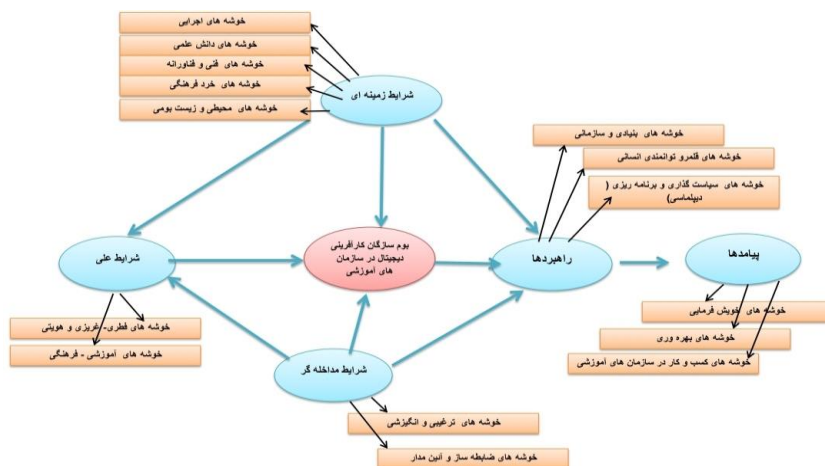 خوشه های اجرایی
خوشه های دانش علمی
خوشه های فنی و فناورانه
خوشه های خرد فرهنگی
خوشه های محیطی و زیست بومی
شرایط زمینه ای
خوشه های بنیادی و سازمانی
خوشه های قلمرو توانمندی انسانی
خوشه های سیاست گذاری و برنامه ریزی (
دیپلماسی)
شرایط علی
بوم سازگان کارآفرینی
دیجیتال در سازمان
های آموزشی
راهبردها
پیامدها
خوشه های فطری- غریزی و هویتی
خوشه های آموزشی - فرهنگی
خوشه های خویش فرمایی
خوشه های بهره وری
خوشه های کسب و کار در سازمان های آموزشی
شرایط مداخله گر
خوشه های ترغیبی و انگیزشی
خوشه های ضابطه ساز و آئین مدار